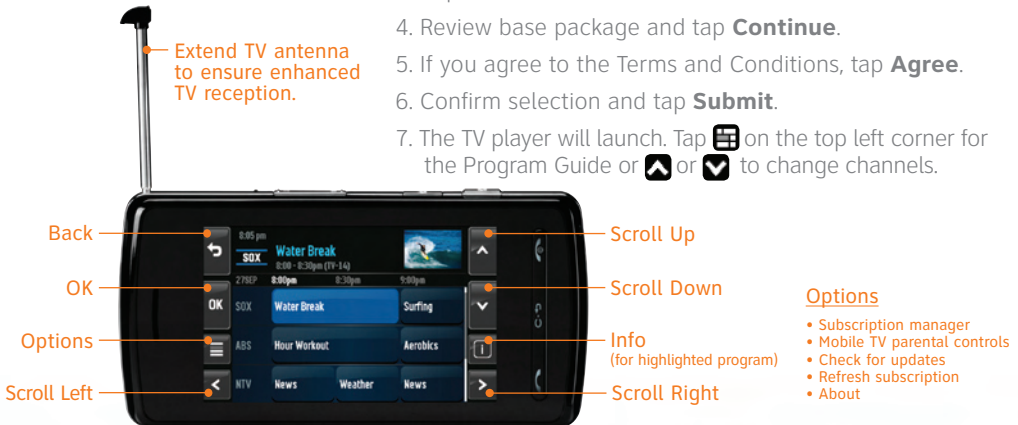 4. Review base package and tap Continue.
5. If you agree to the Terms and Conditions, tap Agree.
6. Confirm selection and tap Submit.
7. The TV player will launch. Tap on the top left corner for
the Program Guide or or to change channels.
Extend TV antenna
to ensure enhanced
TV reception.
Back
OK
Options
Scroll Left
8:05 pm
SOX
Water Break
8:00 - 8:30pm (TV-14)
27SEP 8:00pm 8:30pm 9:00pm
OK
SOX Water Break Surfing
ABS Hour Workout Aerobics
NTV News Weather News
Scroll Up
Scroll Down
Info
(for highlighted program)
Scroll Right
Options
• Subscription manager
• Mobile TV parental controls
• Check for updates
• Refresh subscription
• About